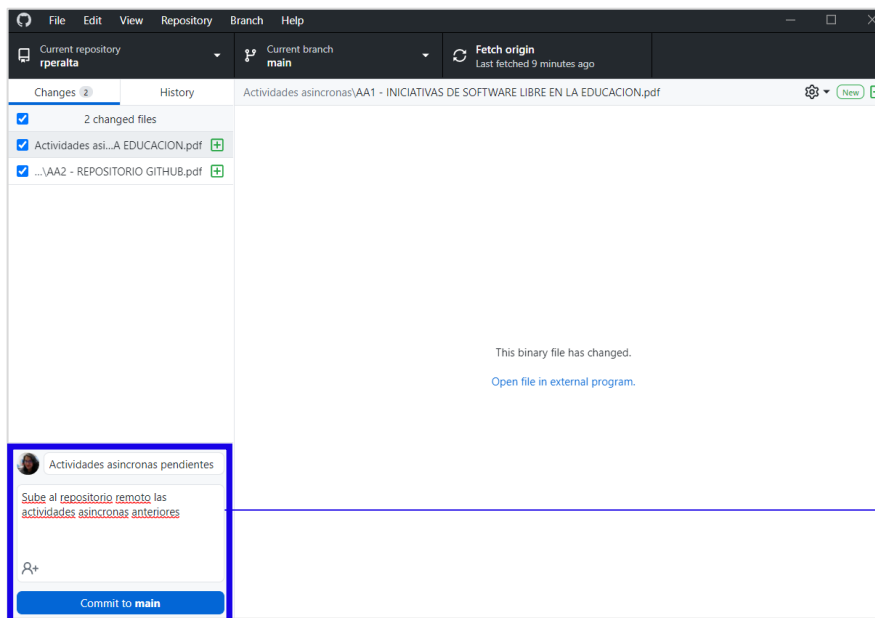 File Edit View Repository Branch Help
Current repository
rperalta
Current branch
main
Fetch origin
Last fetched 9 minutes ago
Changes 2
History
Actividades asincronas\AA1 - INICIATIVAS DE SOFTWARE LIBRE EN LA EDUCACION.pdf
New
2 changed files
Actividades asi...A EDUCACION.pdf
...\AA2 - REPOSITORIO GITHUB.pdf
This binary file has changed.
Open file in external program.
Actividades asincronas pendientes
Sube al repositorio remoto las
actividades asincronas anteriores
Commit to main